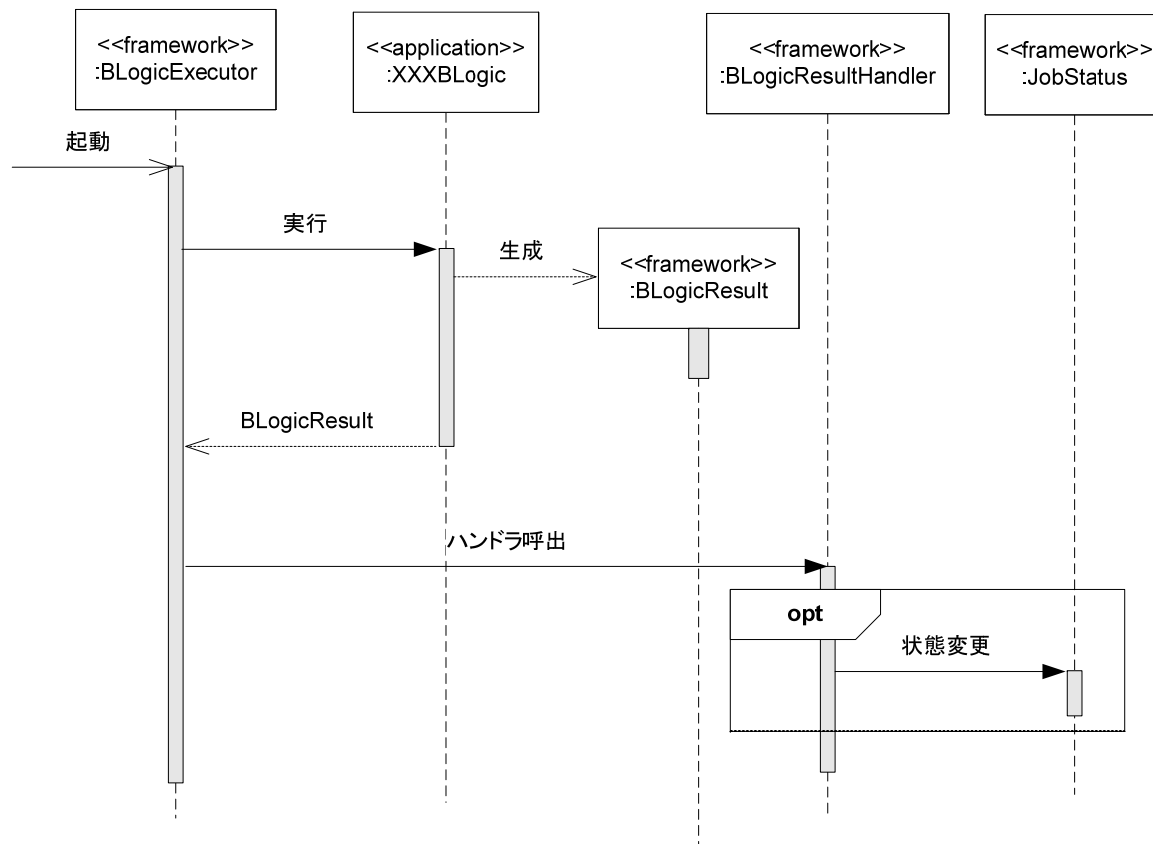 <<framework>>
:BLogicExecutor
<<application>>
:XXXBLogic
<<framework>>
:BLogicResultHandler
<<framework>>
:JobStatus
起動
実行
生成
<<framework>>
:BLogicResult
BLogicResult
ハンドラ呼出
opt
状態変更